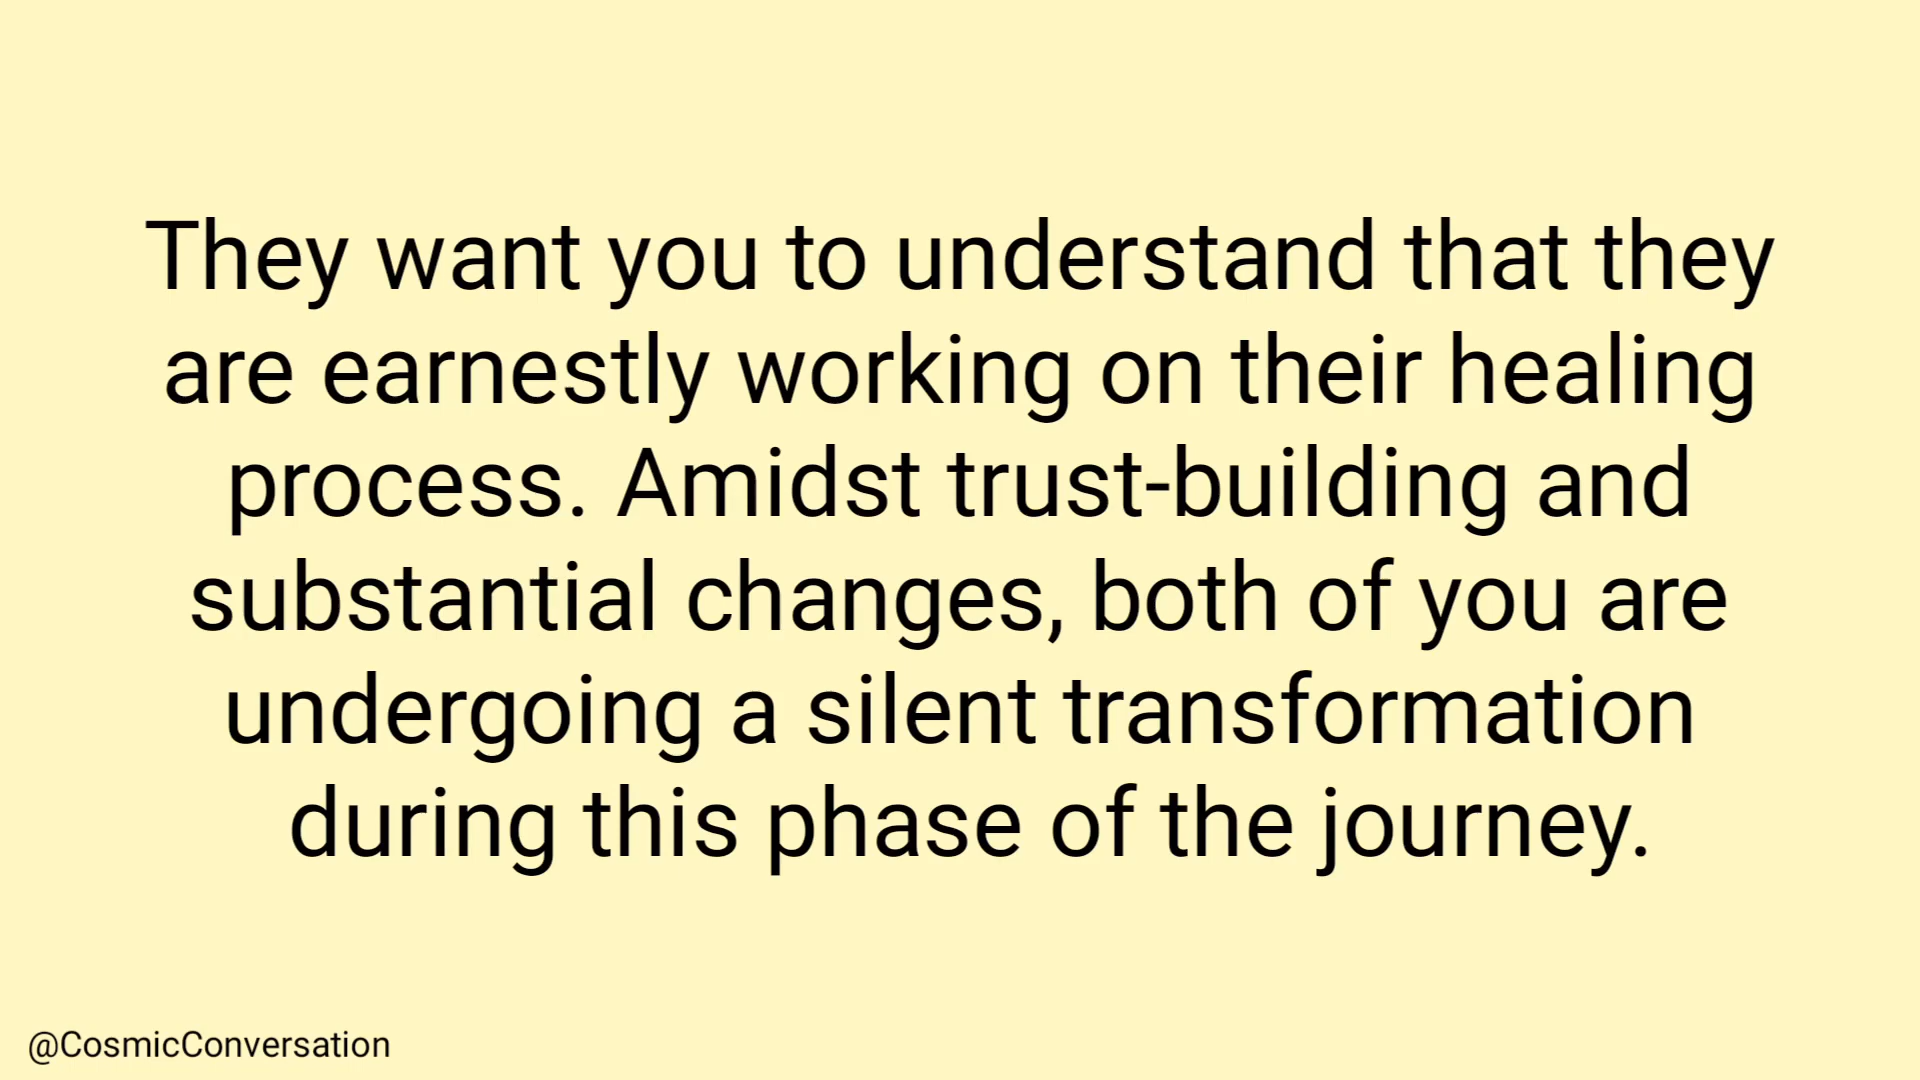 They want you to understand that they
are earnestly working on their healing
process. Amidst trust-building and
substantial changes, both of you are
undergoing a silent transformation
during this phase of the journey.
@CosmicConversation